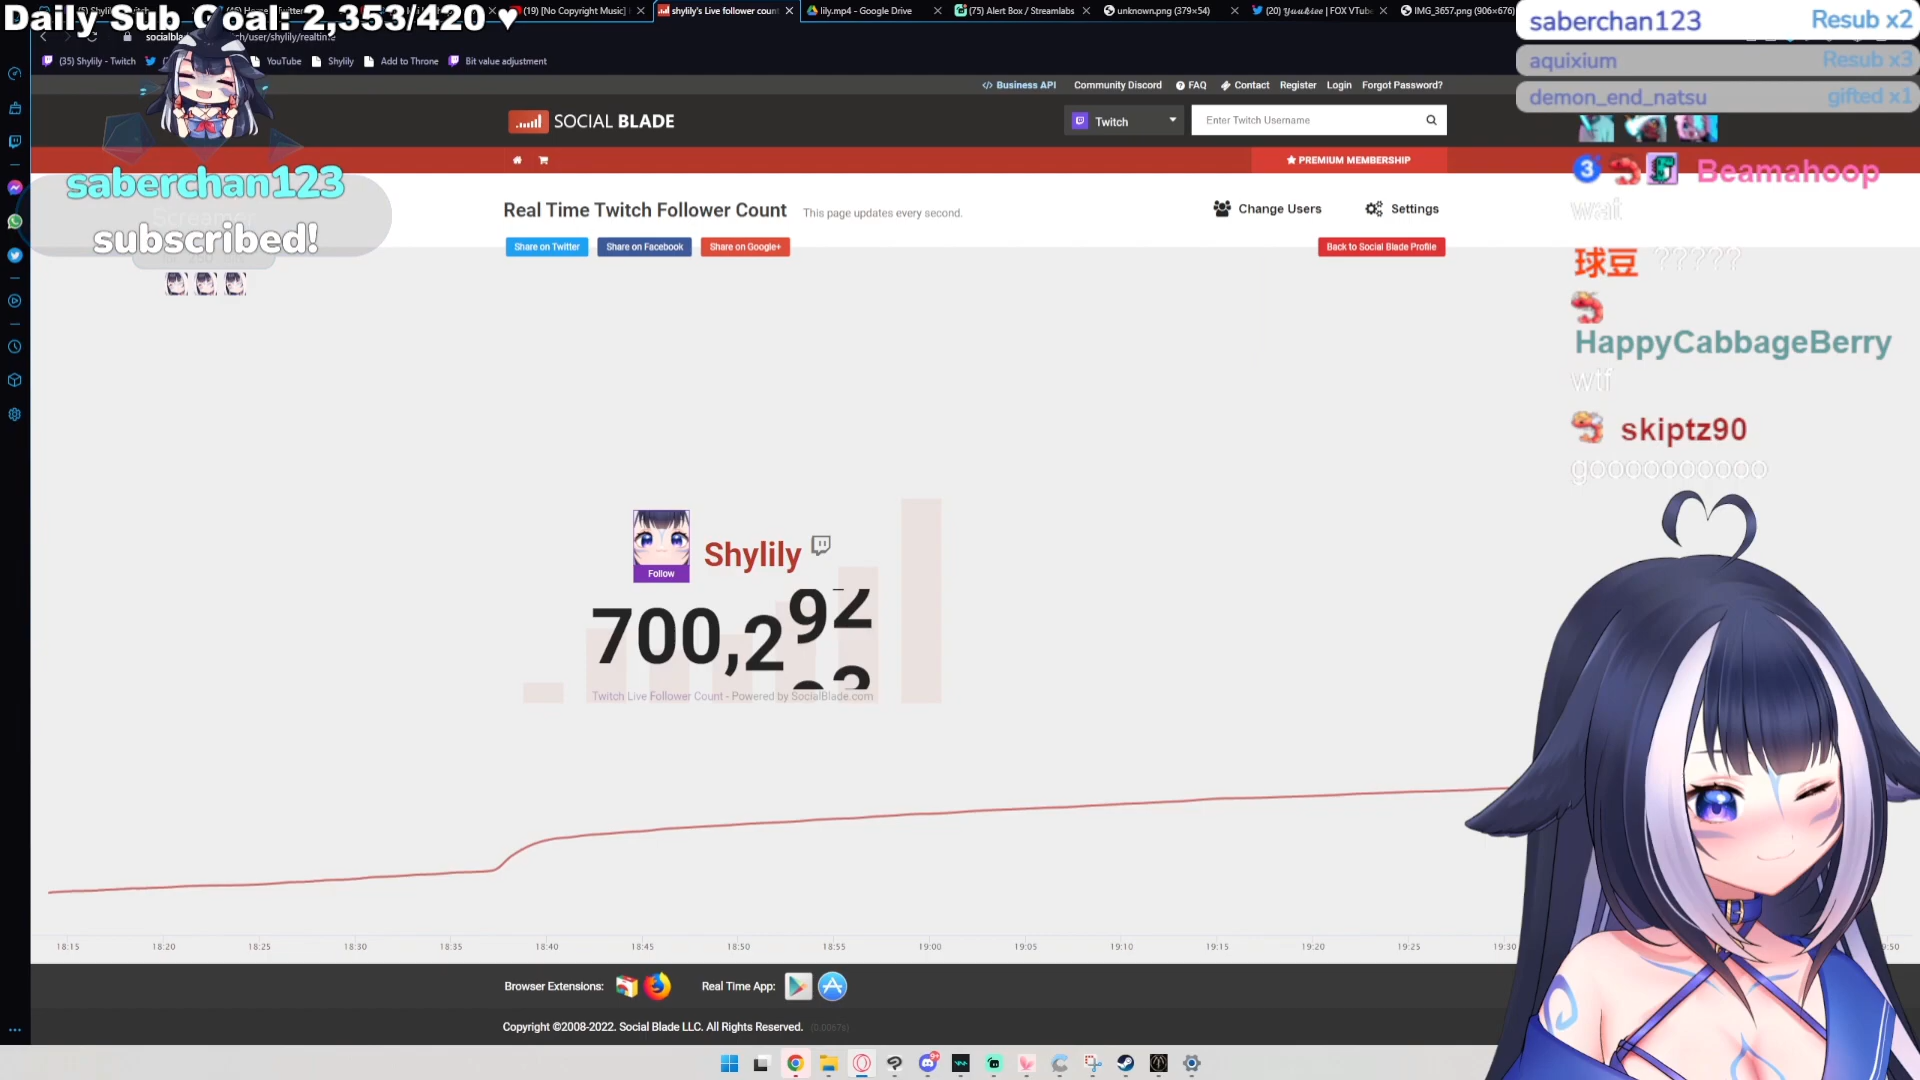 Daily Sub Goal: 2,353/420 ♥
(19) [No Copyright Music]
shylily's Live follower coun
lily.mp4 - Google Drive
(75) Alert Box / Streamlabs
unknown.png (379×54)
IMG_3657.png (906×676)
(35) Shylily - Twitch
YouTube
Shylily
Add to Throne
Bit value adjustment
saberchan123 Resub x2
aquixium Resub x3
demon_end_natsu gifted x1
</> Business API Community Discord FAQ Contact Register Login Forgot Password?
SOCIAL BLADE
Twitch
Enter Twitch Username
PREMIUM MEMBERSHIP
saberchan123
subscribed!
Real Time Twitch Follower Count This page updates every second.
Change Users
Settings
Share on Twitter
Share on Facebook
Share on Google+
Back to Social Blade Profile
3 Beamahoop
wait
球豆 ?????
HappyCabbageBerry
wtf
skiptz90
gooooooooooo
Follow
Shylily
700,292
Twitch Live Follower Count - Powered by SocialBlade.com
18:15 18:20 18:25 18:30 18:35 18:40 18:45 18:50 18:55 19:00 19:05 19:10 19:15 19:20 19:25 19:30
Browser Extensions:
Real Time App:
Copyright ©2008-2022. Social Blade LLC. All Rights Reserved.